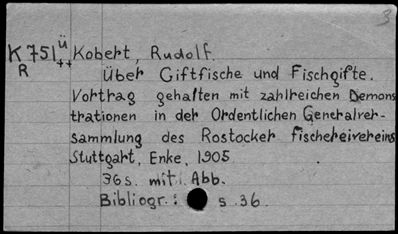 3
K 751 ü Kobert, Rudolf.
R ++
Über Giftfische und Fischgifte.
Vortrag gehalten mit zahlreichen Demons
trationen in der Ordentlichen Generalver-
sammlung des Rostocker Fischereivereins
Stuttgart, Enke, 1905
36s. mit Abb.
Bibliogr.: s. 36.